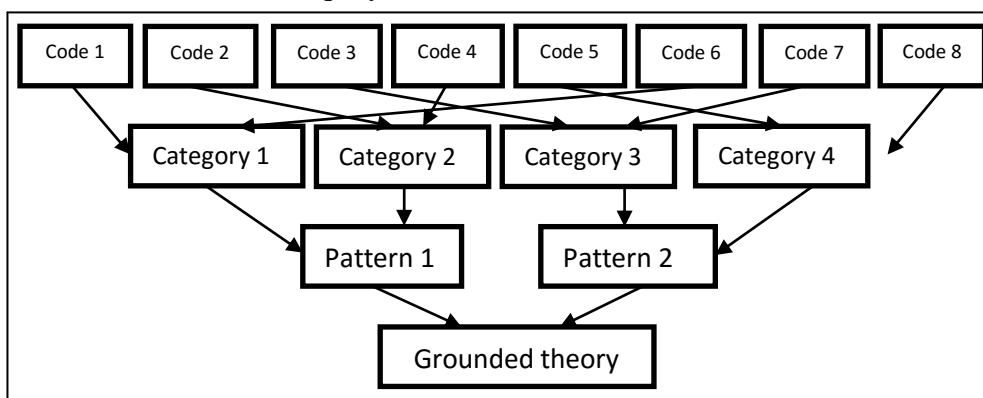 Code 1
Code 2
Code 3
Code 4
Code 5
Code 6
Code 7
Code 8
Category 1
Category 2
Category 3
Category 4
Pattern 1
Pattern 2
Grounded theory